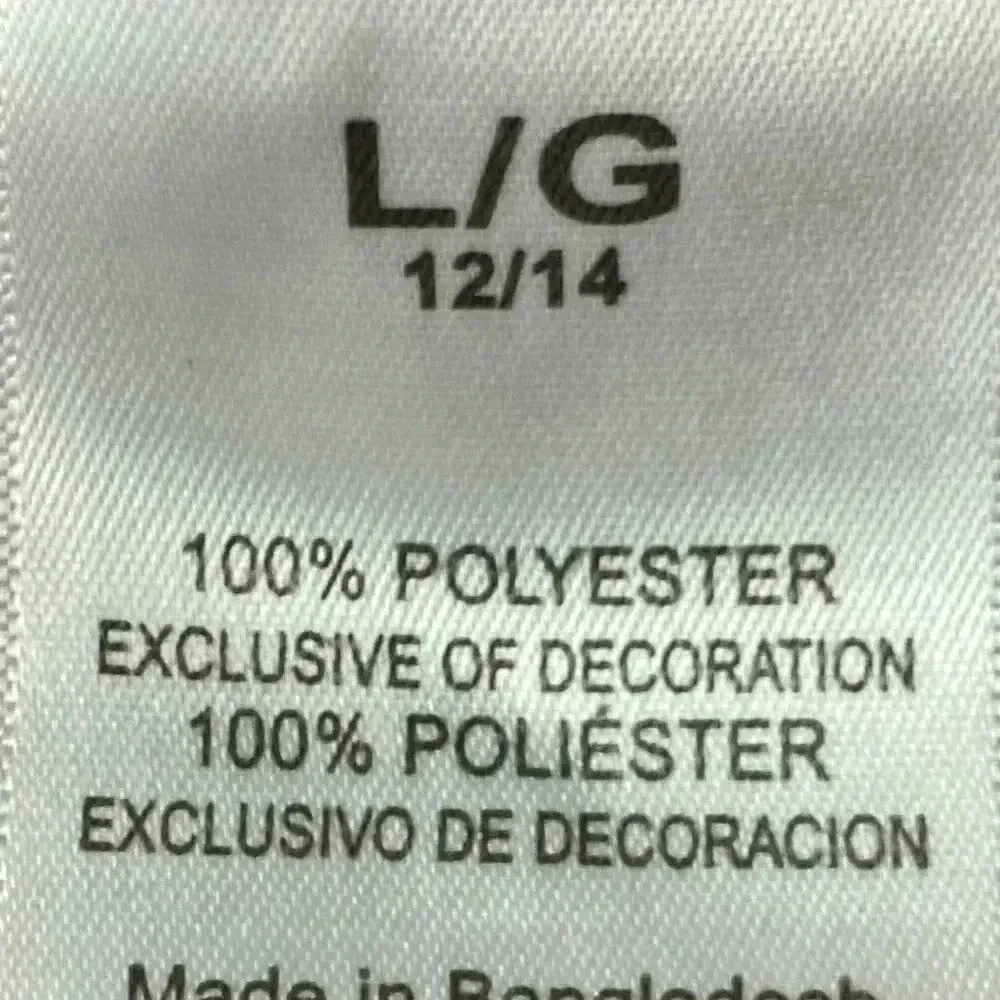 L/G
12/14
100% POLYESTER
EXCLUSIVE OF DECORATION
100% POLIÉSTER
EXCLUSIVO DE DECORACION
Made in Bangladesh